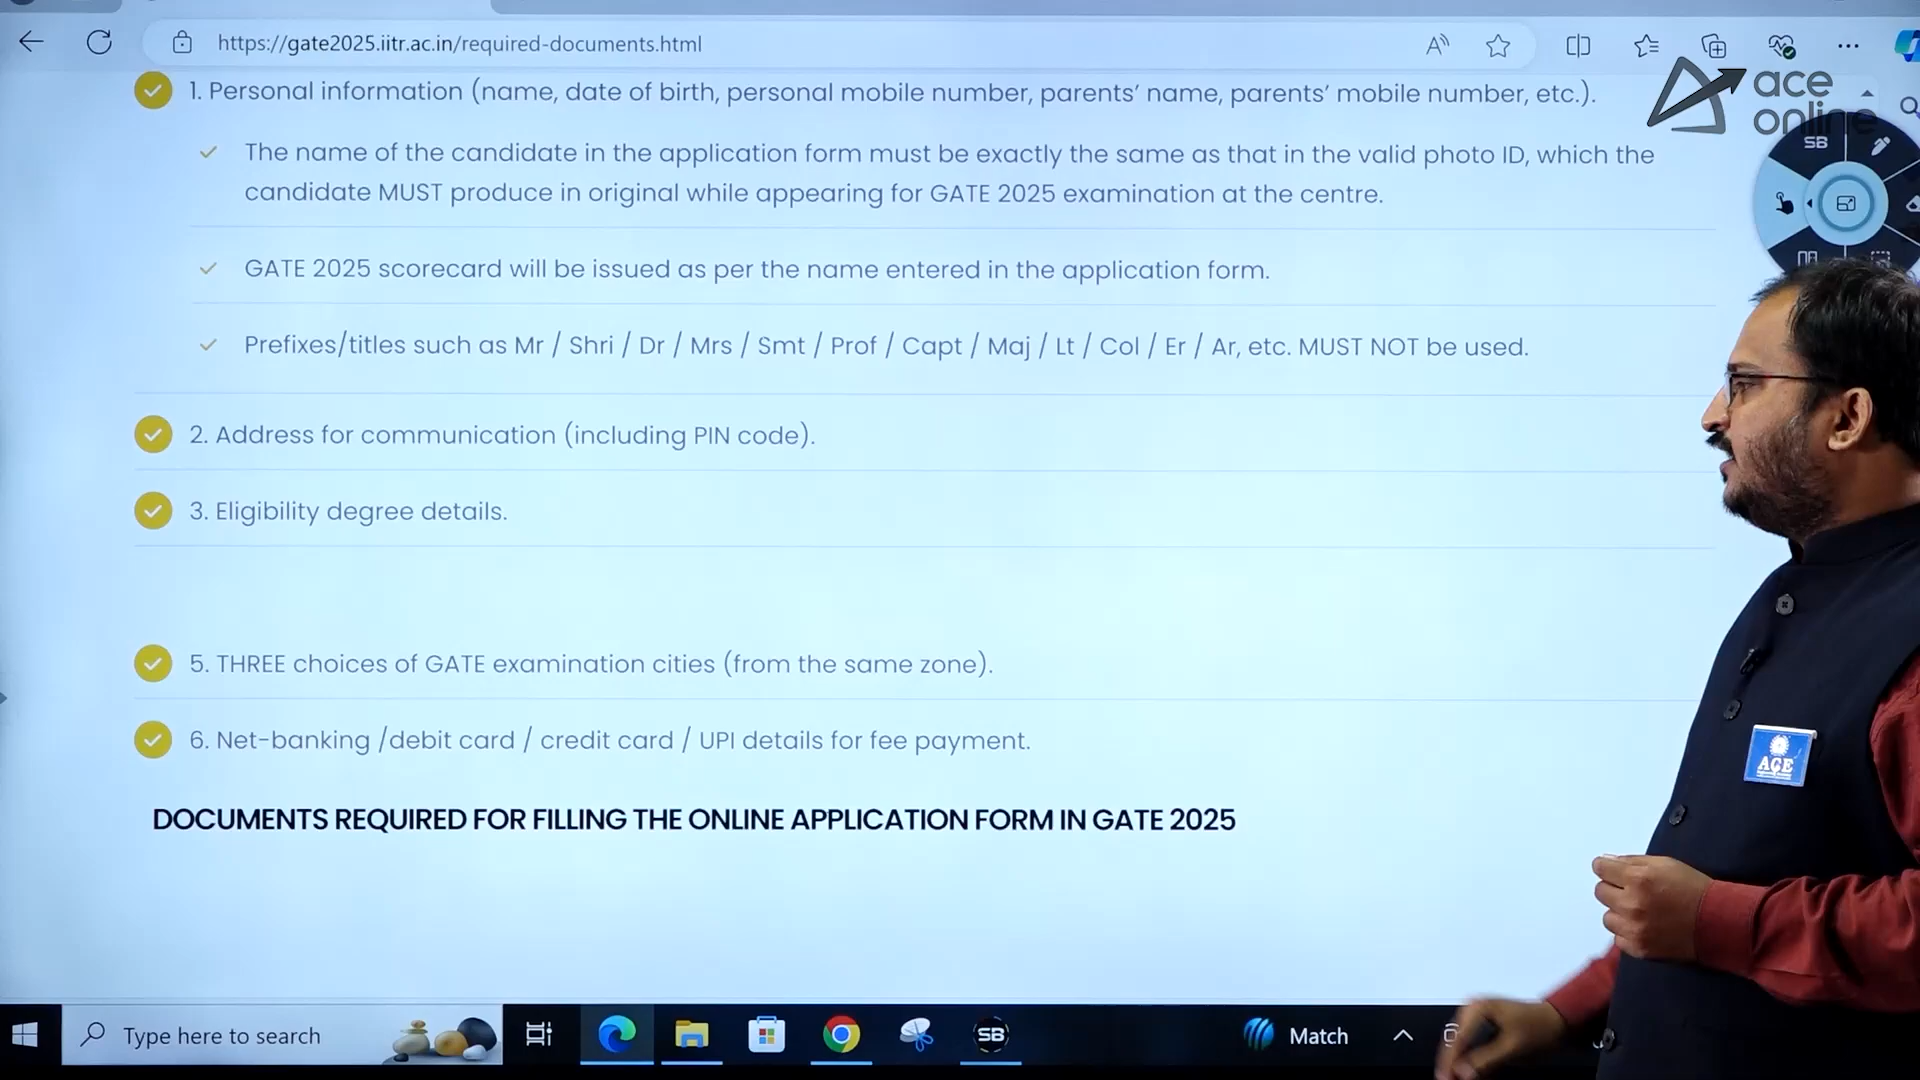 https://gate2025.iitr.ac.in/required-documents.html
ace
online
1. Personal information (name, date of birth, personal mobile number, parents’ name, parents’ mobile number, etc.).
SB
The name of the candidate in the application form must be exactly the same as that in the valid photo ID, which the
candidate MUST produce in original while appearing for GATE 2025 examination at the centre.
GATE 2025 scorecard will be issued as per the name entered in the application form.
Prefixes/titles such as Mr / Shri / Dr / Mrs / Smt / Prof / Capt / Maj / Lt / Col / Er / Ar, etc. MUST NOT be used.
2. Address for communication (including PIN code).
3. Eligibility degree details.
5. THREE choices of GATE examination cities (from the same zone).
6. Net-banking /debit card / credit card / UPI details for fee payment.
ACE
DOCUMENTS REQUIRED FOR FILLING THE ONLINE APPLICATION FORM IN GATE 2025
Type here to search
SB
Match